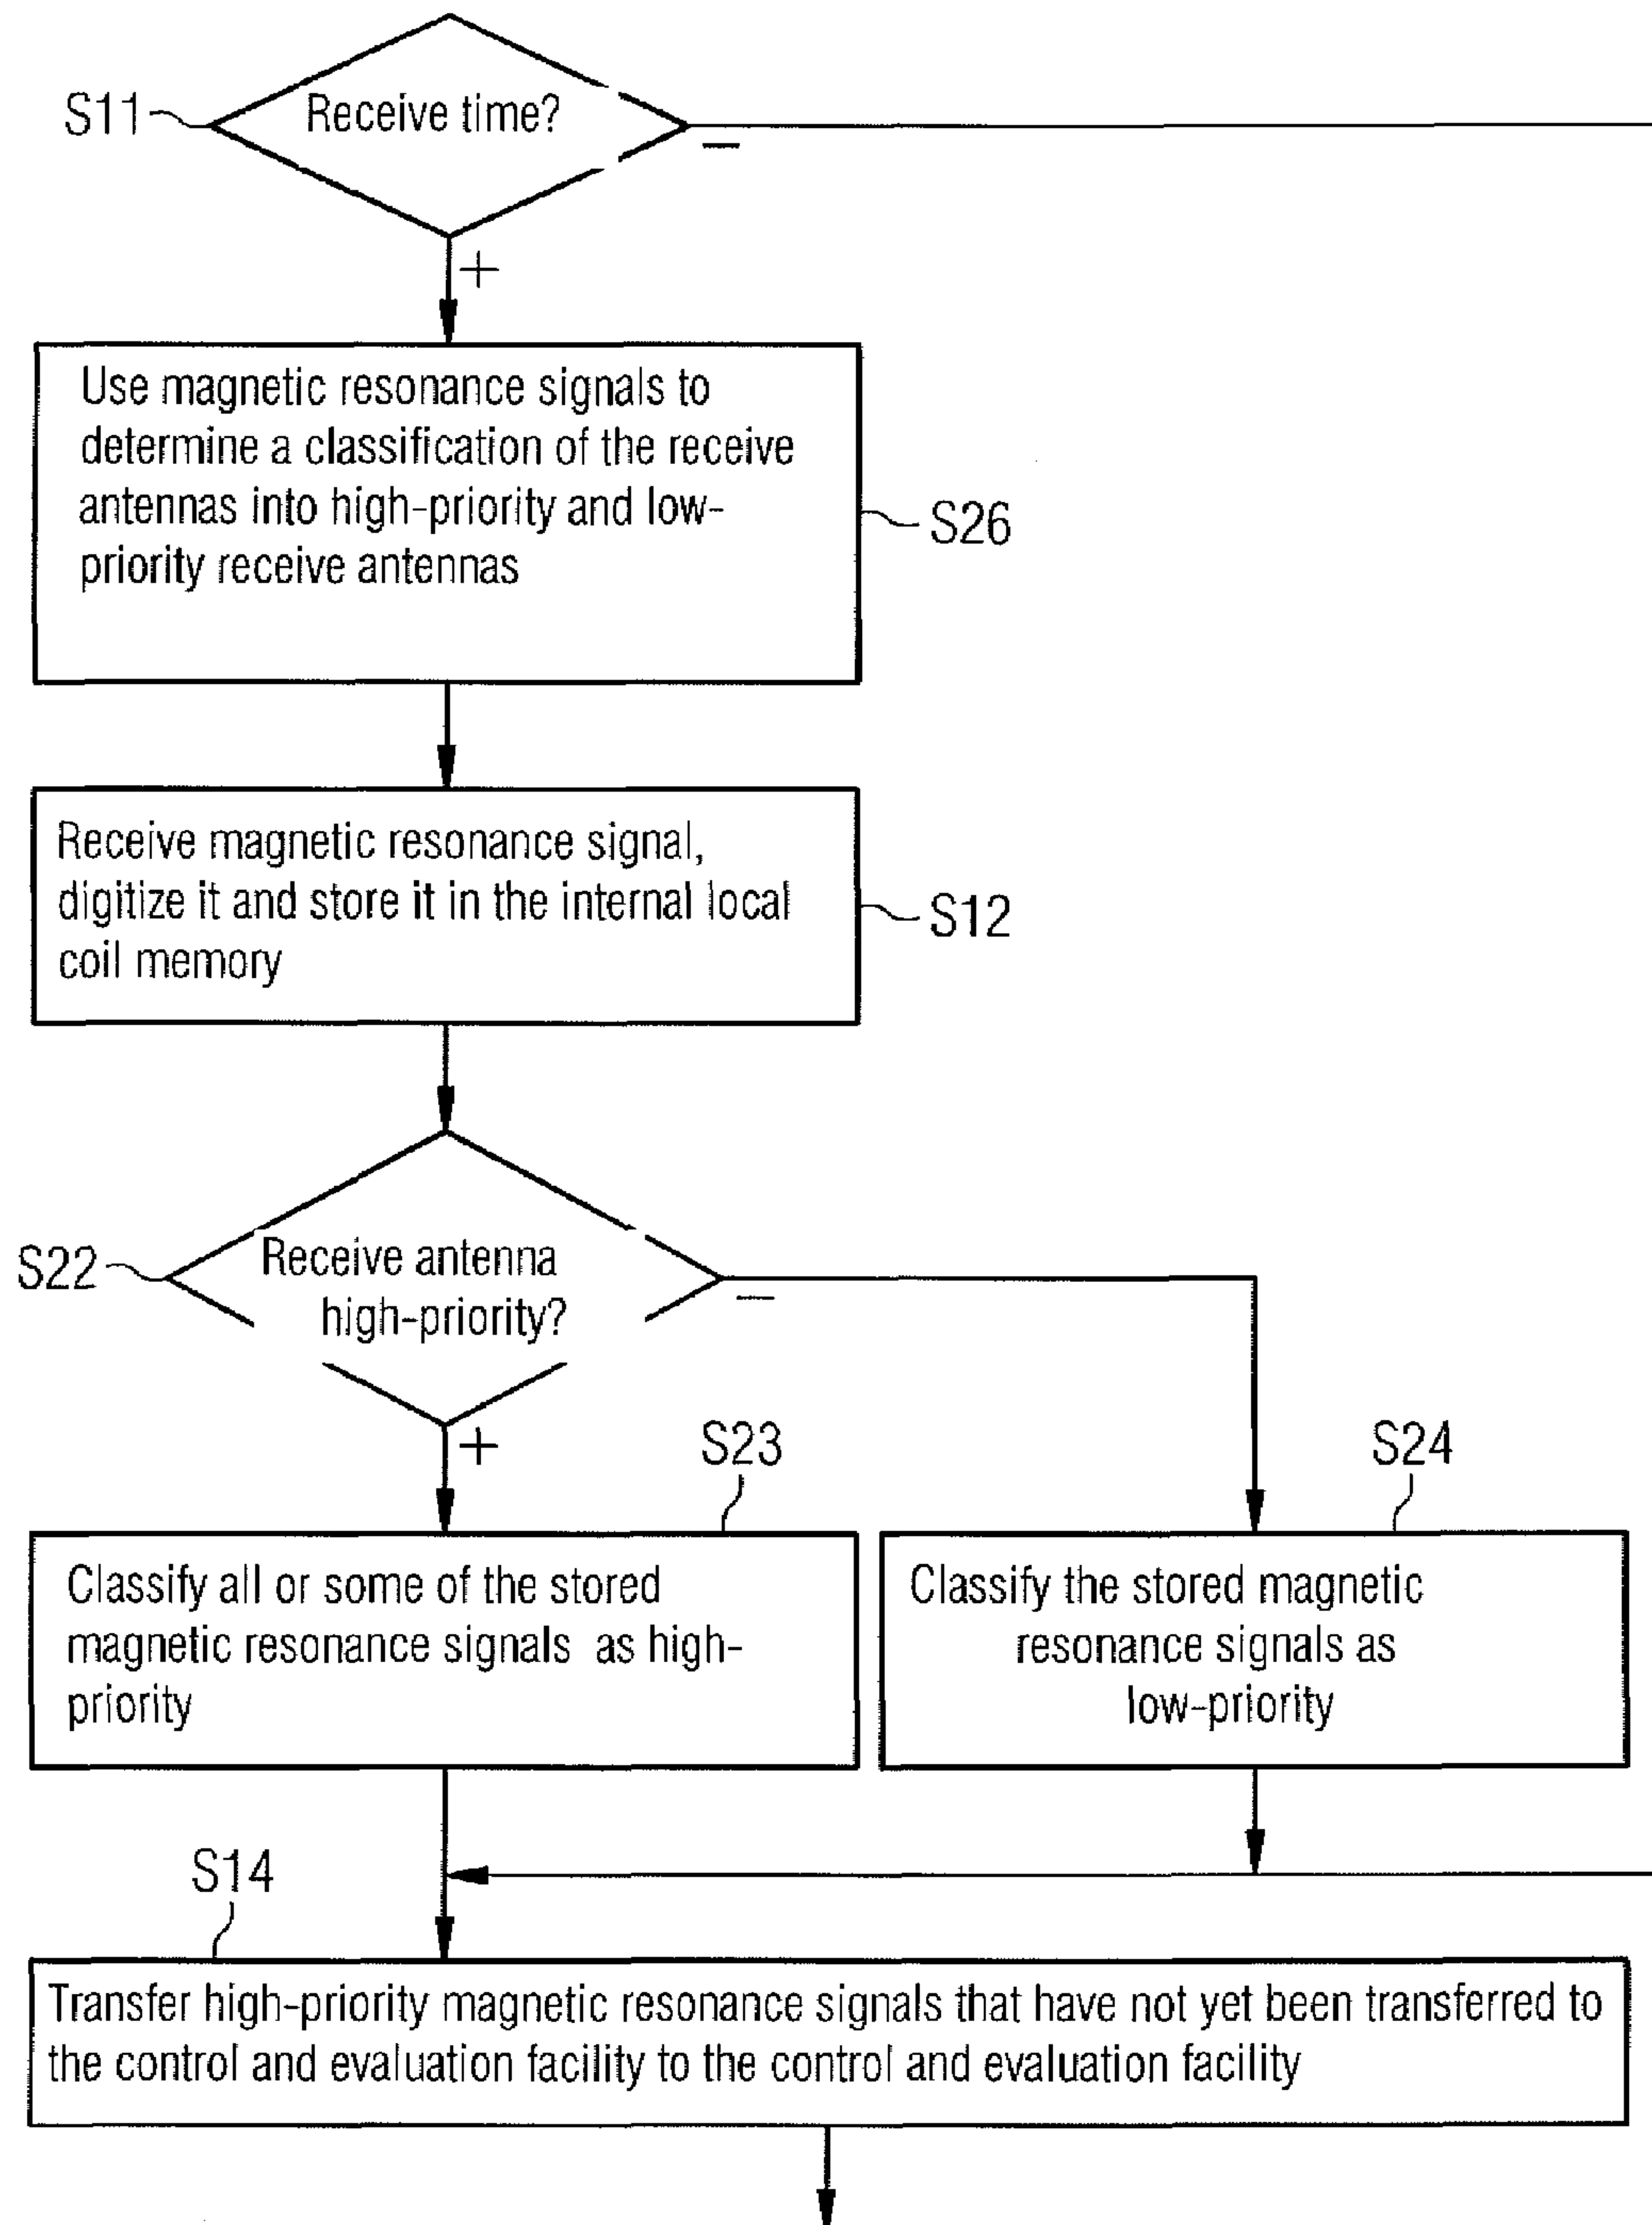 S11
Receive time?
−
+
Use magnetic resonance signals to
determine a classification of the receive
antennas into high-priority and low-
priority receive antennas
S26
Receive magnetic resonance signal,
digitize it and store it in the internal local
coil memory
S12
S22
Receive antenna
high-priority?
−
+
S23
S24
Classify all or some of the stored
magnetic resonance signals as high-
priority
Classify the stored magnetic
resonance signals as
low-priority
S14
Transfer high-priority magnetic resonance signals that have not yet been transferred to
the control and evaluation facility to the control and evaluation facility